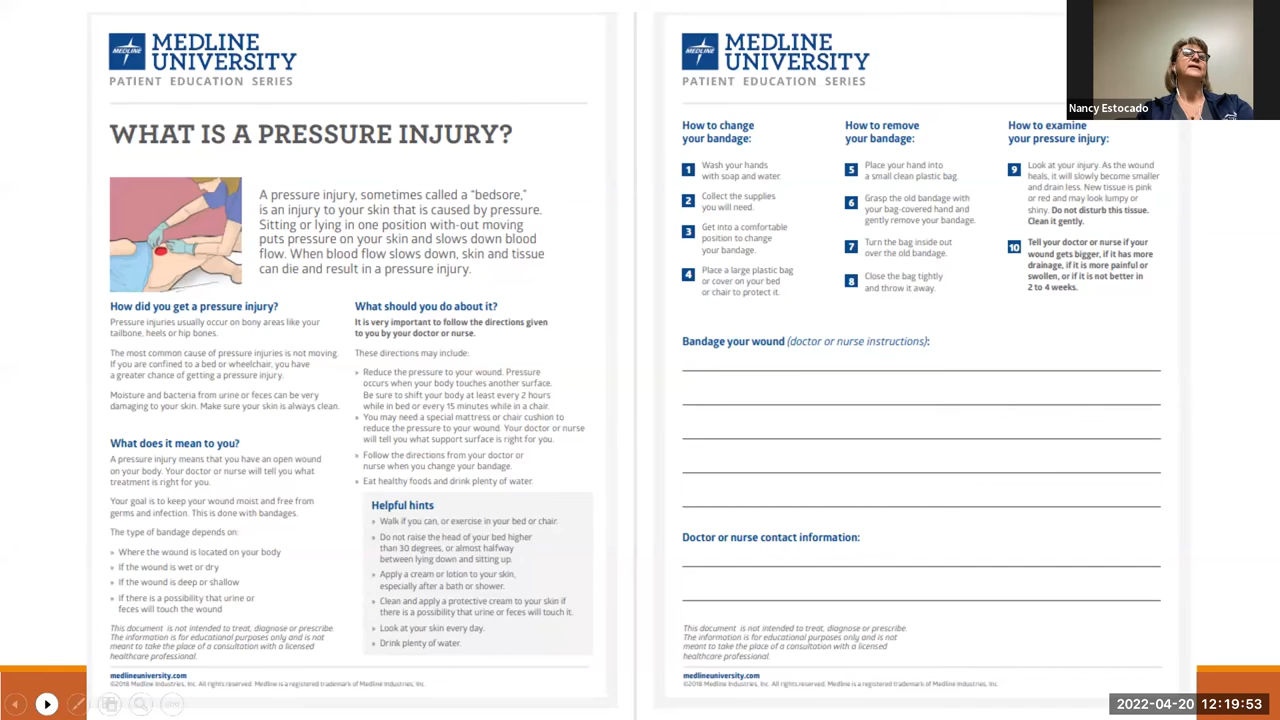 MEDLINE
MEDLINE
UNIVERSITY
PATIENT EDUCATION SERIES
WHAT IS A PRESSURE INJURY?
A pressure injury, sometimes called a “bedsore,”
is an injury to your skin that is caused by pressure.
Sitting or lying in one position with-out moving
puts pressure on your skin and slows down blood
flow. When blood flow slows down, skin and tissue
can die and result in a pressure injury.
How did you get a pressure injury?
Pressure injuries usually occur on bony areas like your
tailbone, heels or hip bones.
The most common cause of pressure injuries is not moving.
If you are confined to a bed or wheelchair, you have
a greater chance of getting a pressure injury.
Moisture and bacteria from urine or feces can be very
damaging to your skin. Make sure your skin is always clean.
What does it mean to you?
A pressure injury means that you have an open wound
on your body. Your doctor or nurse will tell you what
treatment is right for you.
Your goal is to keep your wound moist and free from
germs and infection. This is done with bandages.
The type of bandage depends on:
» Where the wound is located on your body
» If the wound is wet or dry
» If the wound is deep or shallow
» If there is a possibility that urine or
feces will touch the wound
This document is not intended to treat, diagnose or prescribe.
The information is for educational purposes only and is not
meant to take the place of a consultation with a licensed
healthcare professional.
What should you do about it?
It is very important to follow the directions given
to you by your doctor or nurse.
These directions may include:
» Reduce the pressure to your wound. Pressure
occurs when your body touches another surface.
Be sure to shift your body at least every 2 hours
while in bed or every 15 minutes while in a chair.
» You may need a special mattress or chair cushion to
reduce the pressure to your wound. Your doctor or nurse
will tell you what support surface is right for you.
» Follow the directions from your doctor or
nurse when you change your bandage.
» Eat healthy foods and drink plenty of water.
Helpful hints
» Walk if you can, or exercise in your bed or chair.
» Do not raise the head of your bed higher
than 30 degrees, or almost halfway
between lying down and sitting up.
» Apply a cream or lotion to your skin,
especially after a bath or shower.
» Clean and apply a protective cream to your skin if
there is a possibility that urine or feces will touch it.
» Look at your skin every day.
» Drink plenty of water.
medlineuniversity.com
©2018 Medline Industries, Inc. All rights reserved. Medline is a registered trademark of Medline Industries, Inc.
MEDLINE
MEDLINE
UNIVERSITY
PATIENT EDUCATION SERIES
How to change
your bandage:
1 Wash your hands
with soap and water.
2 Collect the supplies
you will need.
3 Get into a comfortable
position to change
your bandage.
4 Place a large plastic bag
or cover on your bed
or chair to protect it.
How to remove
your bandage:
5 Place your hand into
a small clean plastic bag.
6 Grasp the old bandage with
your bag-covered hand and
gently remove your bandage.
7 Turn the bag inside out
over the old bandage.
8 Close the bag tightly
and throw it away.
How to examine
your pressure injury:
9 Look at your injury. As the wound
heals, it will slowly become smaller
and drain less. New tissue is pink
or red and may look lumpy or
shiny. Do not disturb this tissue.
Clean it gently.
10 Tell your doctor or nurse if your
wound gets bigger, if it has more
drainage, if it is more painful or
swollen, or if it is not better in
2 to 4 weeks.
Bandage your wound (doctor or nurse instructions):
Doctor or nurse contact information:
This document is not intended to treat, diagnose or prescribe.
The information is for educational purposes only and is not
meant to take the place of a consultation with a licensed
healthcare professional.
medlineuniversity.com
©2018 Medline Industries, Inc. All rights reserved. Medline is a registered trademark of Medline Industries, Inc.
Nancy Estocado
2022-04-20 12:19:53